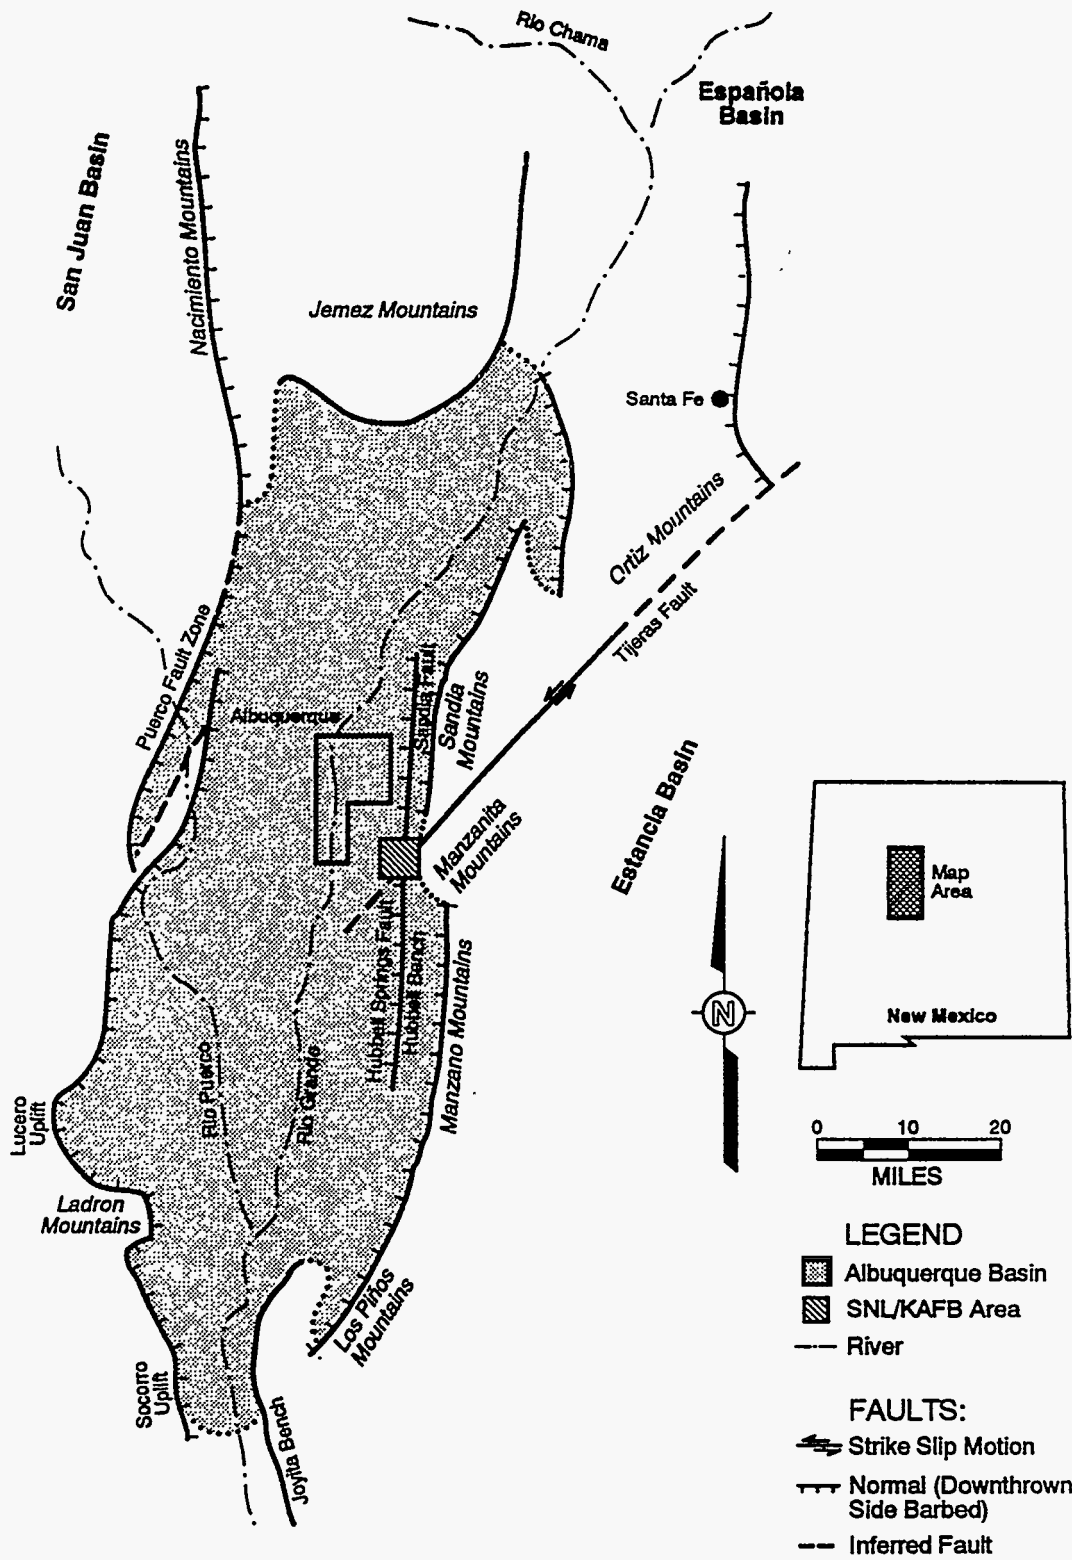 Rio Chama
Española
Basin
San Juan Basin
Nacimiento Mountains
Jemez Mountains
Santa Fe
Ortiz Mountains
Tijeras Fault
Puerco Fault Zone
Albuquerque
Sandia Fault
Sandia
Mountains
Manzanita
Mountains
Estancia Basin
Hubbell Springs Fault
Hubbell Bench
Manzano Mountains
Rio Puerco
Rio Grande
Lucero
Uplift
Ladron
Mountains
Los Piños
Mountains
Socorro
Uplift
Joyita Bench
Map
Area
New Mexico
N
0 10 20
MILES
LEGEND
Albuquerque Basin
SNL/KAFB Area
River
FAULTS:
Strike Slip Motion
Normal (Downthrown
Side Barbed)
Inferred Fault